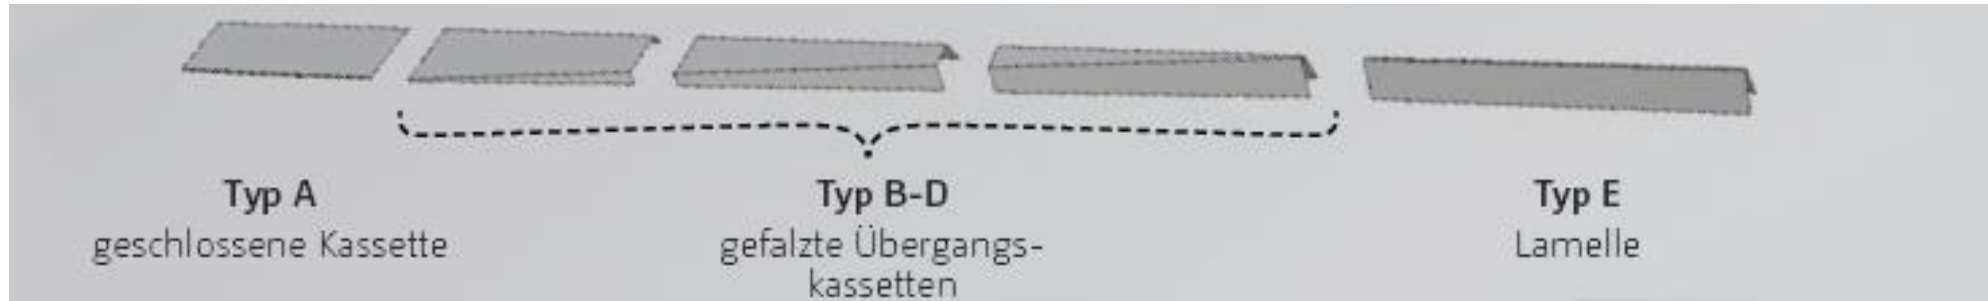 Typ A
geschlossene Kassette
Typ B-D
gefalzte Übergangs-
kassetten
Typ E
Lamelle